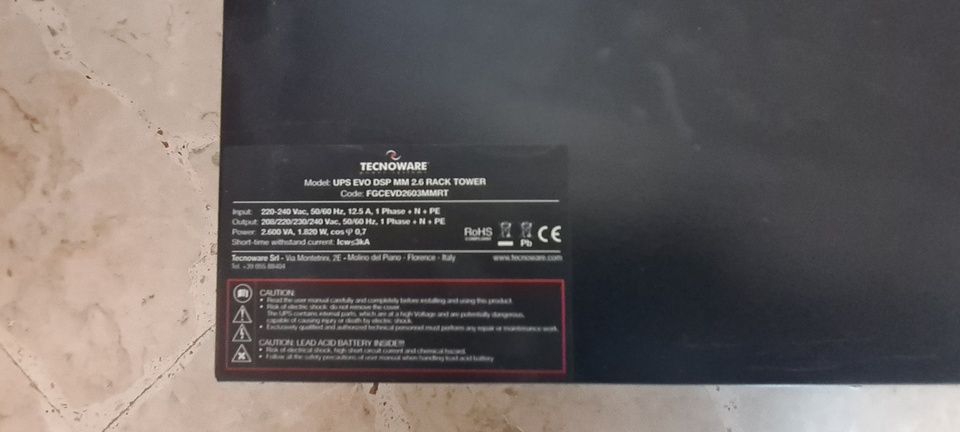 TECNOWARE
POWER SYSTEMS
Model: UPS EVO DSP MM 2.6 RACK TOWER
Code: FGCEVD2603MMRT
Input: 220-240 Vac, 50/60 Hz, 12.5 A, 1 Phase + N + PE
Output: 208/220/230/240 Vac, 50/60 Hz, 1 Phase + N + PE
Power: 2.600 VA, 1.820 W, cos φ 0,7
Short-time withstand current: Icw≤3kA
RoHS
COMPLIANT
Pb
CE
Tecnoware Srl - Via Montetrini, 2E - Molino del Piano - Florence - Italy www.tecnoware.com
Tel. +39 055 88404
CAUTION:
• Read the user manual carefully and completely before installing and using this product.
• Risk of electric shock: do not remove the cover.
The UPS contains internal parts, which are at a high Voltage and are potentially dangerous,
capable of causing injury or death by electric shock.
• Exclusively qualified and authorized technical personnel must perform any repair or maintenance work.
CAUTION: LEAD ACID BATTERY INSIDE!!!
• Risk of electrical shock, high short circuit current and chemical hazard.
• Follow all the safety precautions of user manual when handling lead acid battery